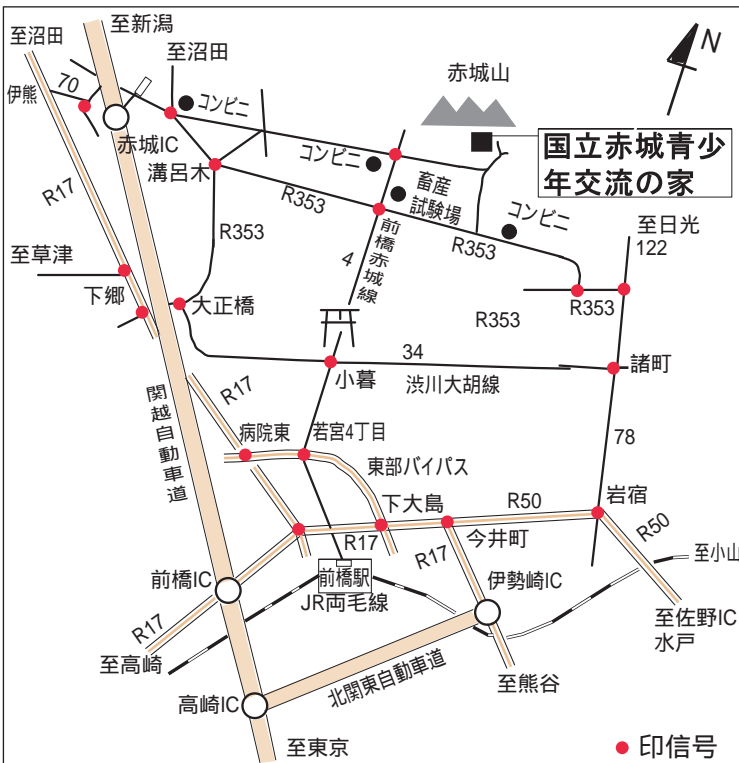 至新潟
至沼田
至沼田
N
赤城山
70
伊熊
コンビニ
赤城IC
コンビニ
国立赤城青少
年交流の家
溝呂木
畜産
試験場
R17
R353
コンビニ
至日光
R353
R353
122
前橋赤城線
至草津
4
下郷
大正橋
R353
R353
34
小暮
渋川大胡線
諸町
関越自動車道
R17
病院東
若宮4丁目
78
東部バイパス
下大島
R50
岩宿
R17
今井町
R50
R17
至小山
前橋IC
前橋駅
伊勢崎IC
JR両毛線
R17
至佐野IC
水戸
至高崎
北関東自動車道
至熊谷
高崎IC
至東京
印信号